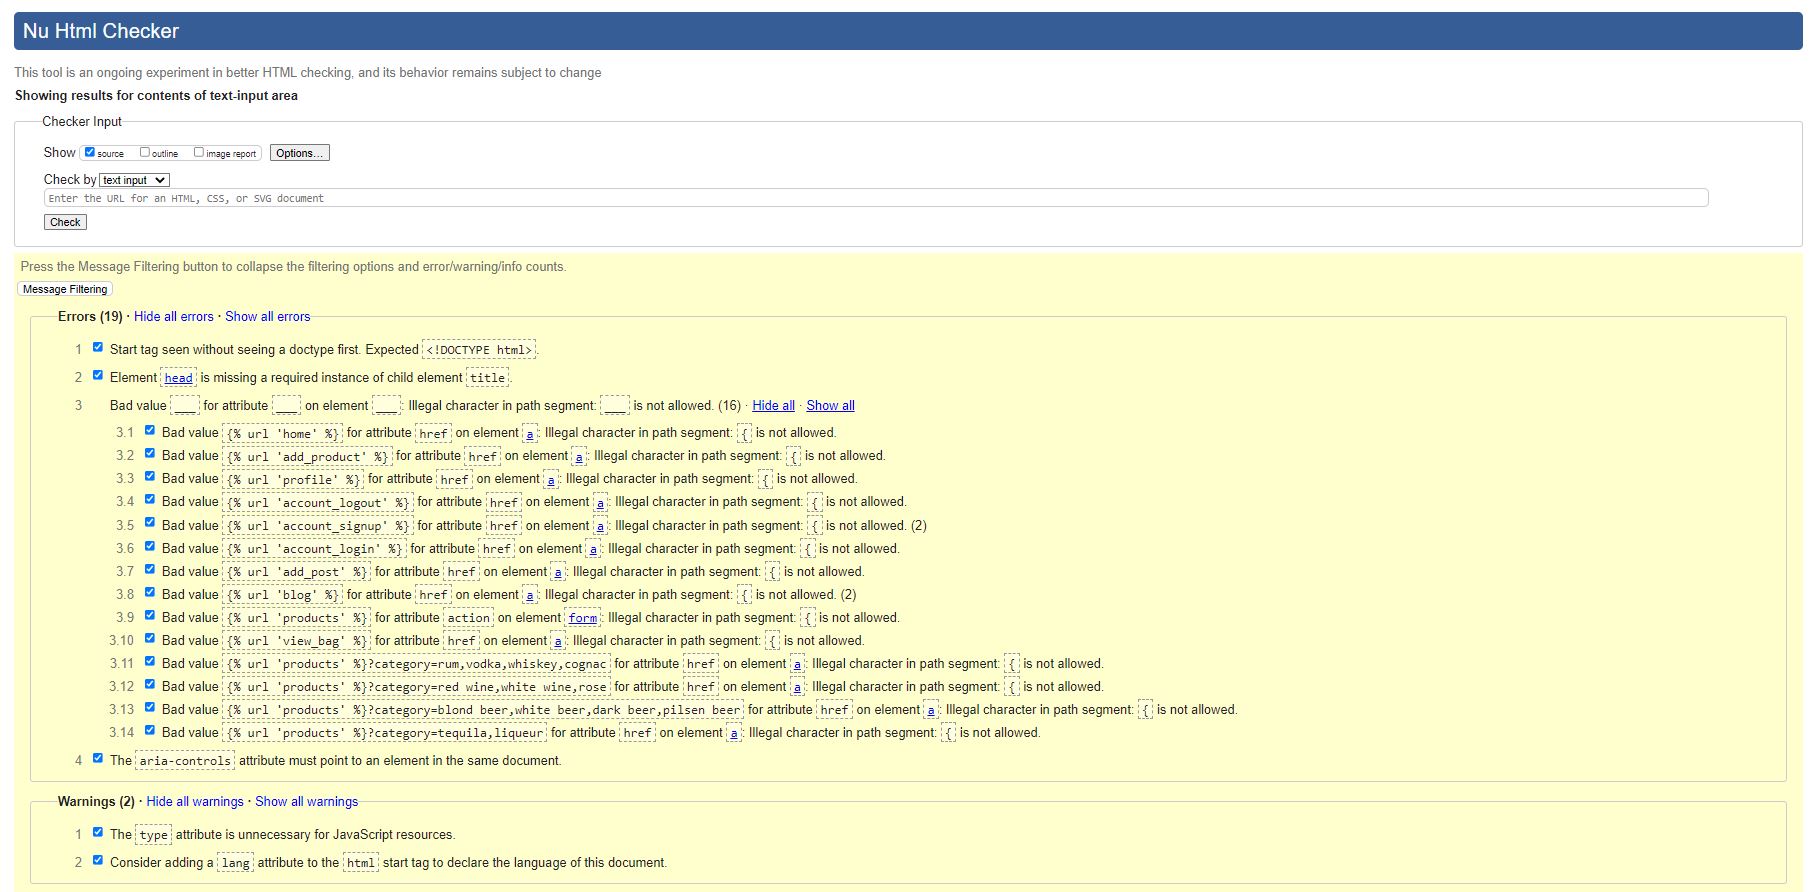 Nu Html Checker
This tool is an ongoing experiment in better HTML checking, and its behavior remains subject to change
Showing results for contents of text-input area
Checker Input
Show source outline image report Options...
Check by text input
Enter the URL for an HTML, CSS, or SVG document
Check
Press the Message Filtering button to collapse the filtering options and error/warning/info counts.
Message Filtering
Errors (19) · Hide all errors · Show all errors
1 Start tag seen without seeing a doctype first. Expected <!DOCTYPE html>.
2 Element head is missing a required instance of child element title.
3 Bad value ___ for attribute ___ on element ___: Illegal character in path segment: ___ is not allowed. (16) · Hide all · Show all
3.1 Bad value {% url 'home' %} for attribute href on element a: Illegal character in path segment: { is not allowed.
3.2 Bad value {% url 'add_product' %} for attribute href on element a: Illegal character in path segment: { is not allowed.
3.3 Bad value {% url 'profile' %} for attribute href on element a: Illegal character in path segment: { is not allowed.
3.4 Bad value {% url 'account_logout' %} for attribute href on element a: Illegal character in path segment: { is not allowed.
3.5 Bad value {% url 'account_signup' %} for attribute href on element a: Illegal character in path segment: { is not allowed. (2)
3.6 Bad value {% url 'account_login' %} for attribute href on element a: Illegal character in path segment: { is not allowed.
3.7 Bad value {% url 'add_post' %} for attribute href on element a: Illegal character in path segment: { is not allowed.
3.8 Bad value {% url 'blog' %} for attribute href on element a: Illegal character in path segment: { is not allowed. (2)
3.9 Bad value {% url 'products' %} for attribute action on element form: Illegal character in path segment: { is not allowed.
3.10 Bad value {% url 'view_bag' %} for attribute href on element a: Illegal character in path segment: { is not allowed.
3.11 Bad value {% url 'products' %}?category=rum,vodka,whiskey,cognac for attribute href on element a: Illegal character in path segment: { is not allowed.
3.12 Bad value {% url 'products' %}?category=red wine,white wine,rose for attribute href on element a: Illegal character in path segment: { is not allowed.
3.13 Bad value {% url 'products' %}?category=blond beer,white beer,dark beer,pilsen beer for attribute href on element a: Illegal character in path segment: { is not allowed.
3.14 Bad value {% url 'products' %}?category=tequila,liqueur for attribute href on element a: Illegal character in path segment: { is not allowed.
4 The aria-controls attribute must point to an element in the same document.
Warnings (2) · Hide all warnings · Show all warnings
1 The type attribute is unnecessary for JavaScript resources.
2 Consider adding a lang attribute to the html start tag to declare the language of this document.